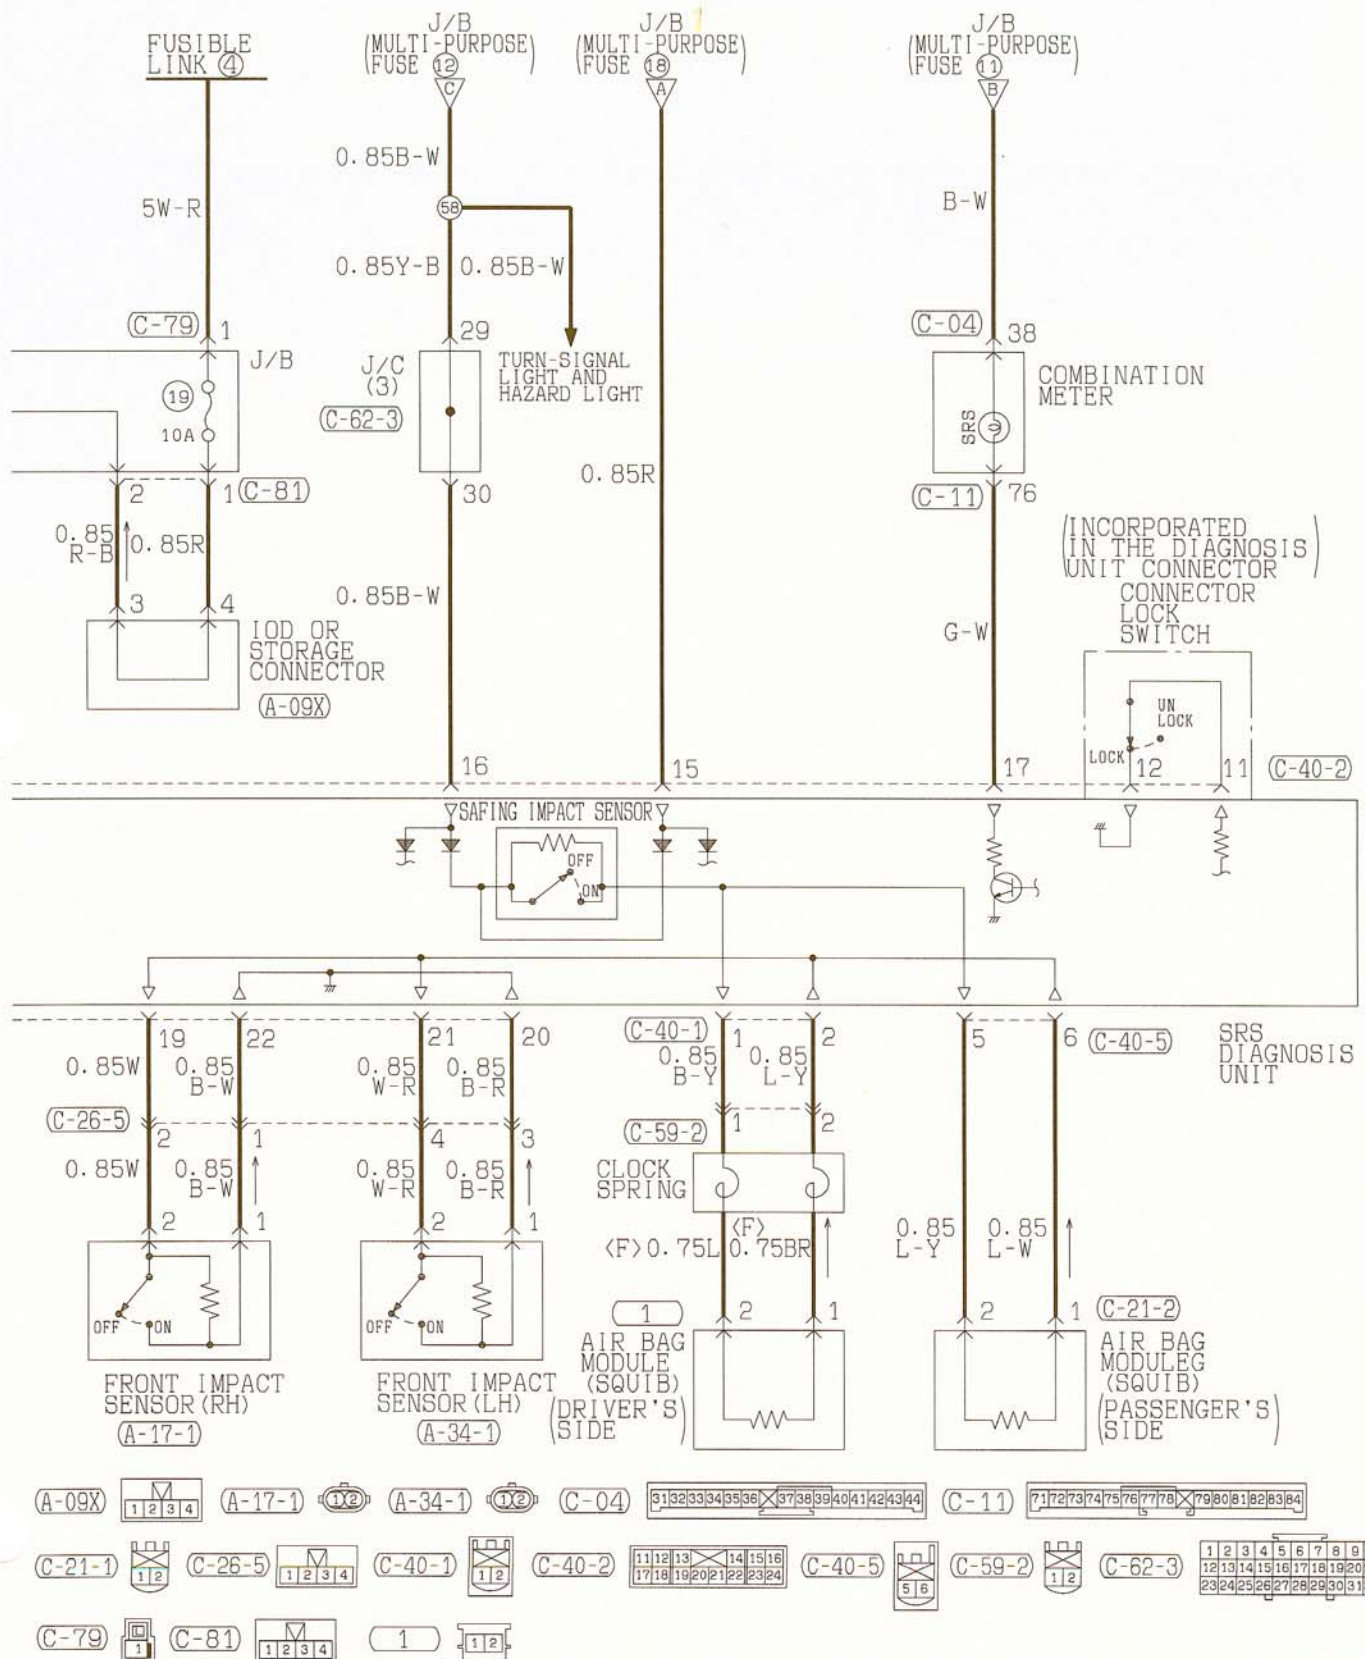 FUSIBLE
LINK ④
J/B
(MULTI-PURPOSE)
FUSE ⑫
C
J/B
(MULTI-PURPOSE)
FUSE ⑱
A
J/B
(MULTI-PURPOSE)
FUSE ⑪
B
0.85B-W
5W-R
58
B-W
0.85Y-B
0.85B-W
C-79
1
29
C-04
38
J/B
J/C
(3)
TURN-SIGNAL
LIGHT AND
HAZARD LIGHT
COMBINATION
METER
⑲
C-62-3
SRS
10A
0.85R
2
1
C-81
30
C-11
76
0.85
R-B
0.85R
(INCORPORATED
IN THE DIAGNOSIS
UNIT CONNECTOR)
CONNECTOR
LOCK
SWITCH
0.85B-W
3
4
IOD OR
STORAGE
CONNECTOR
G-W
A-09X
UN
LOCK
LOCK
16
15
17
12
11
C-40-2
SAFING IMPACT SENSOR
OFF
ON
19
22
21
20
C-40-1
1
2
5
6
C-40-5
SRS
DIAGNOSIS
UNIT
0.85W
0.85
B-W
0.85
W-R
0.85
B-R
0.85
B-Y
0.85
L-Y
C-26-5
2
1
4
3
C-59-2
1
2
0.85W
0.85
B-W
0.85
W-R
0.85
B-R
CLOCK
SPRING
2
1
2
1
<F>0.75L
<F>
0.75BR
0.85
L-Y
0.85
L-W
OFF
ON
OFF
ON
1
2
1
2
1
C-21-2
FRONT IMPACT
SENSOR(RH)
A-17-1
FRONT IMPACT
SENSOR(LH)
A-34-1
AIR BAG
MODULE
(SQUIB)
(DRIVER'S
SIDE)
AIR BAG
MODULEG
(SQUIB)
(PASSENGER'S
SIDE)
A-09X
1 2 3 4
A-17-1
1 2
A-34-1
1 2
C-04
31 32 33 34 35 36 37 38 39 40 41 42 43 44
C-11
71 72 73 74 75 76 77 78 79 80 81 82 83 84
C-21-1
1 2
C-26-5
1 2 3 4
C-40-1
1 2
C-40-2
11 12 13 14 15 16
17 18 19 20 21 22 23 24
C-40-5
5 6
C-59-2
1 2
C-62-3
1 2 3 4 5 6 7 8 9
12 13 14 15 16 17 18 19 20
23 24 25 26 27 28 29 30 31
C-79
1
C-81
1 2 3 4
1
1 2